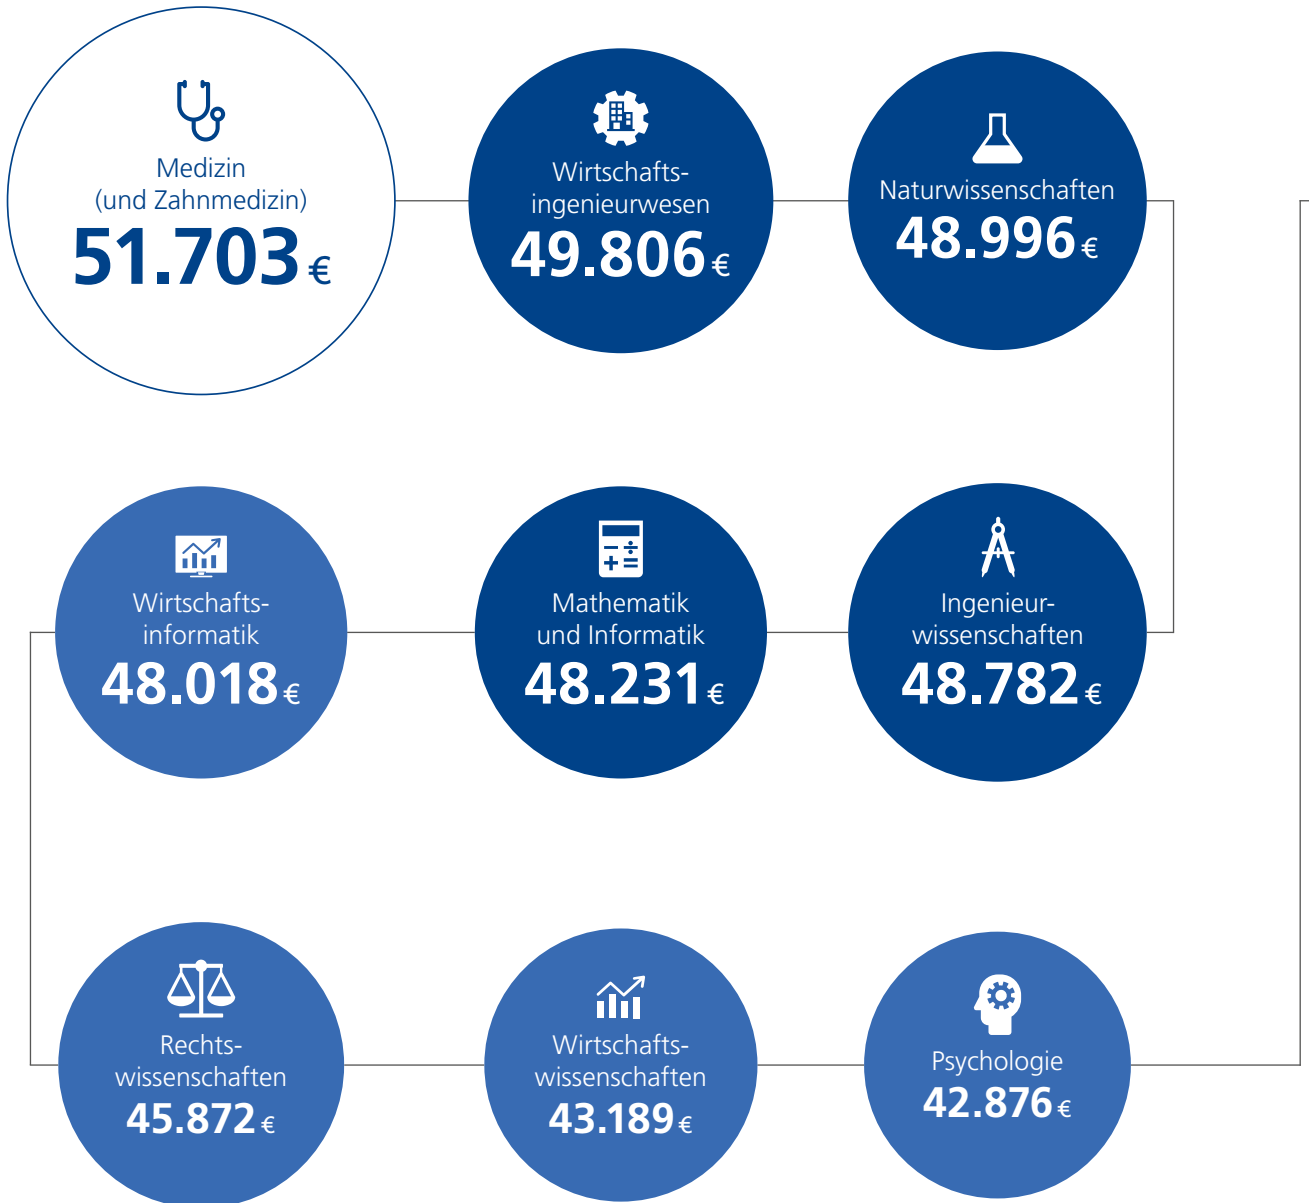 Medizin
(und Zahnmedizin)
51.703 €
Wirtschafts-
ingenieurwesen
49.806 €
Naturwissenschaften
48.996 €
Wirtschafts-
informatik
48.018 €
Mathematik
und Informatik
48.231 €
Ingenieur-
wissenschaften
48.782 €
Rechts-
wissenschaften
45.872 €
Wirtschafts-
wissenschaften
43.189 €
Psychologie
42.876 €